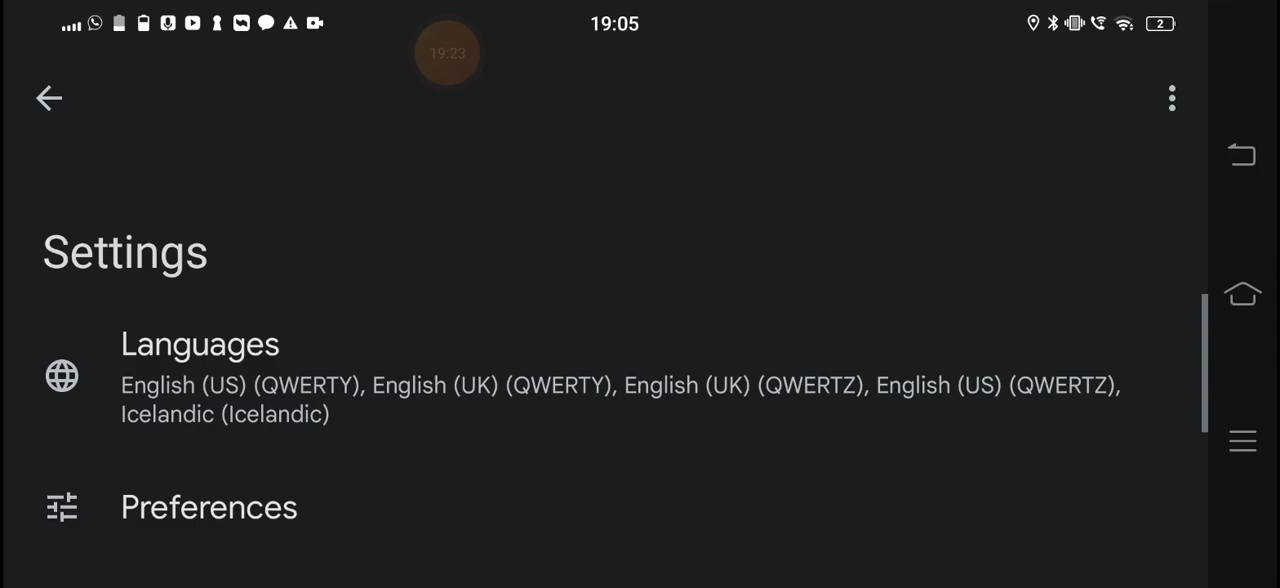 19:05
2
19:23
Settings
Languages
English (US) (QWERTY), English (UK) (QWERTY), English (UK) (QWERTZ), English (US) (QWERTZ),
Icelandic (Icelandic)
Preferences